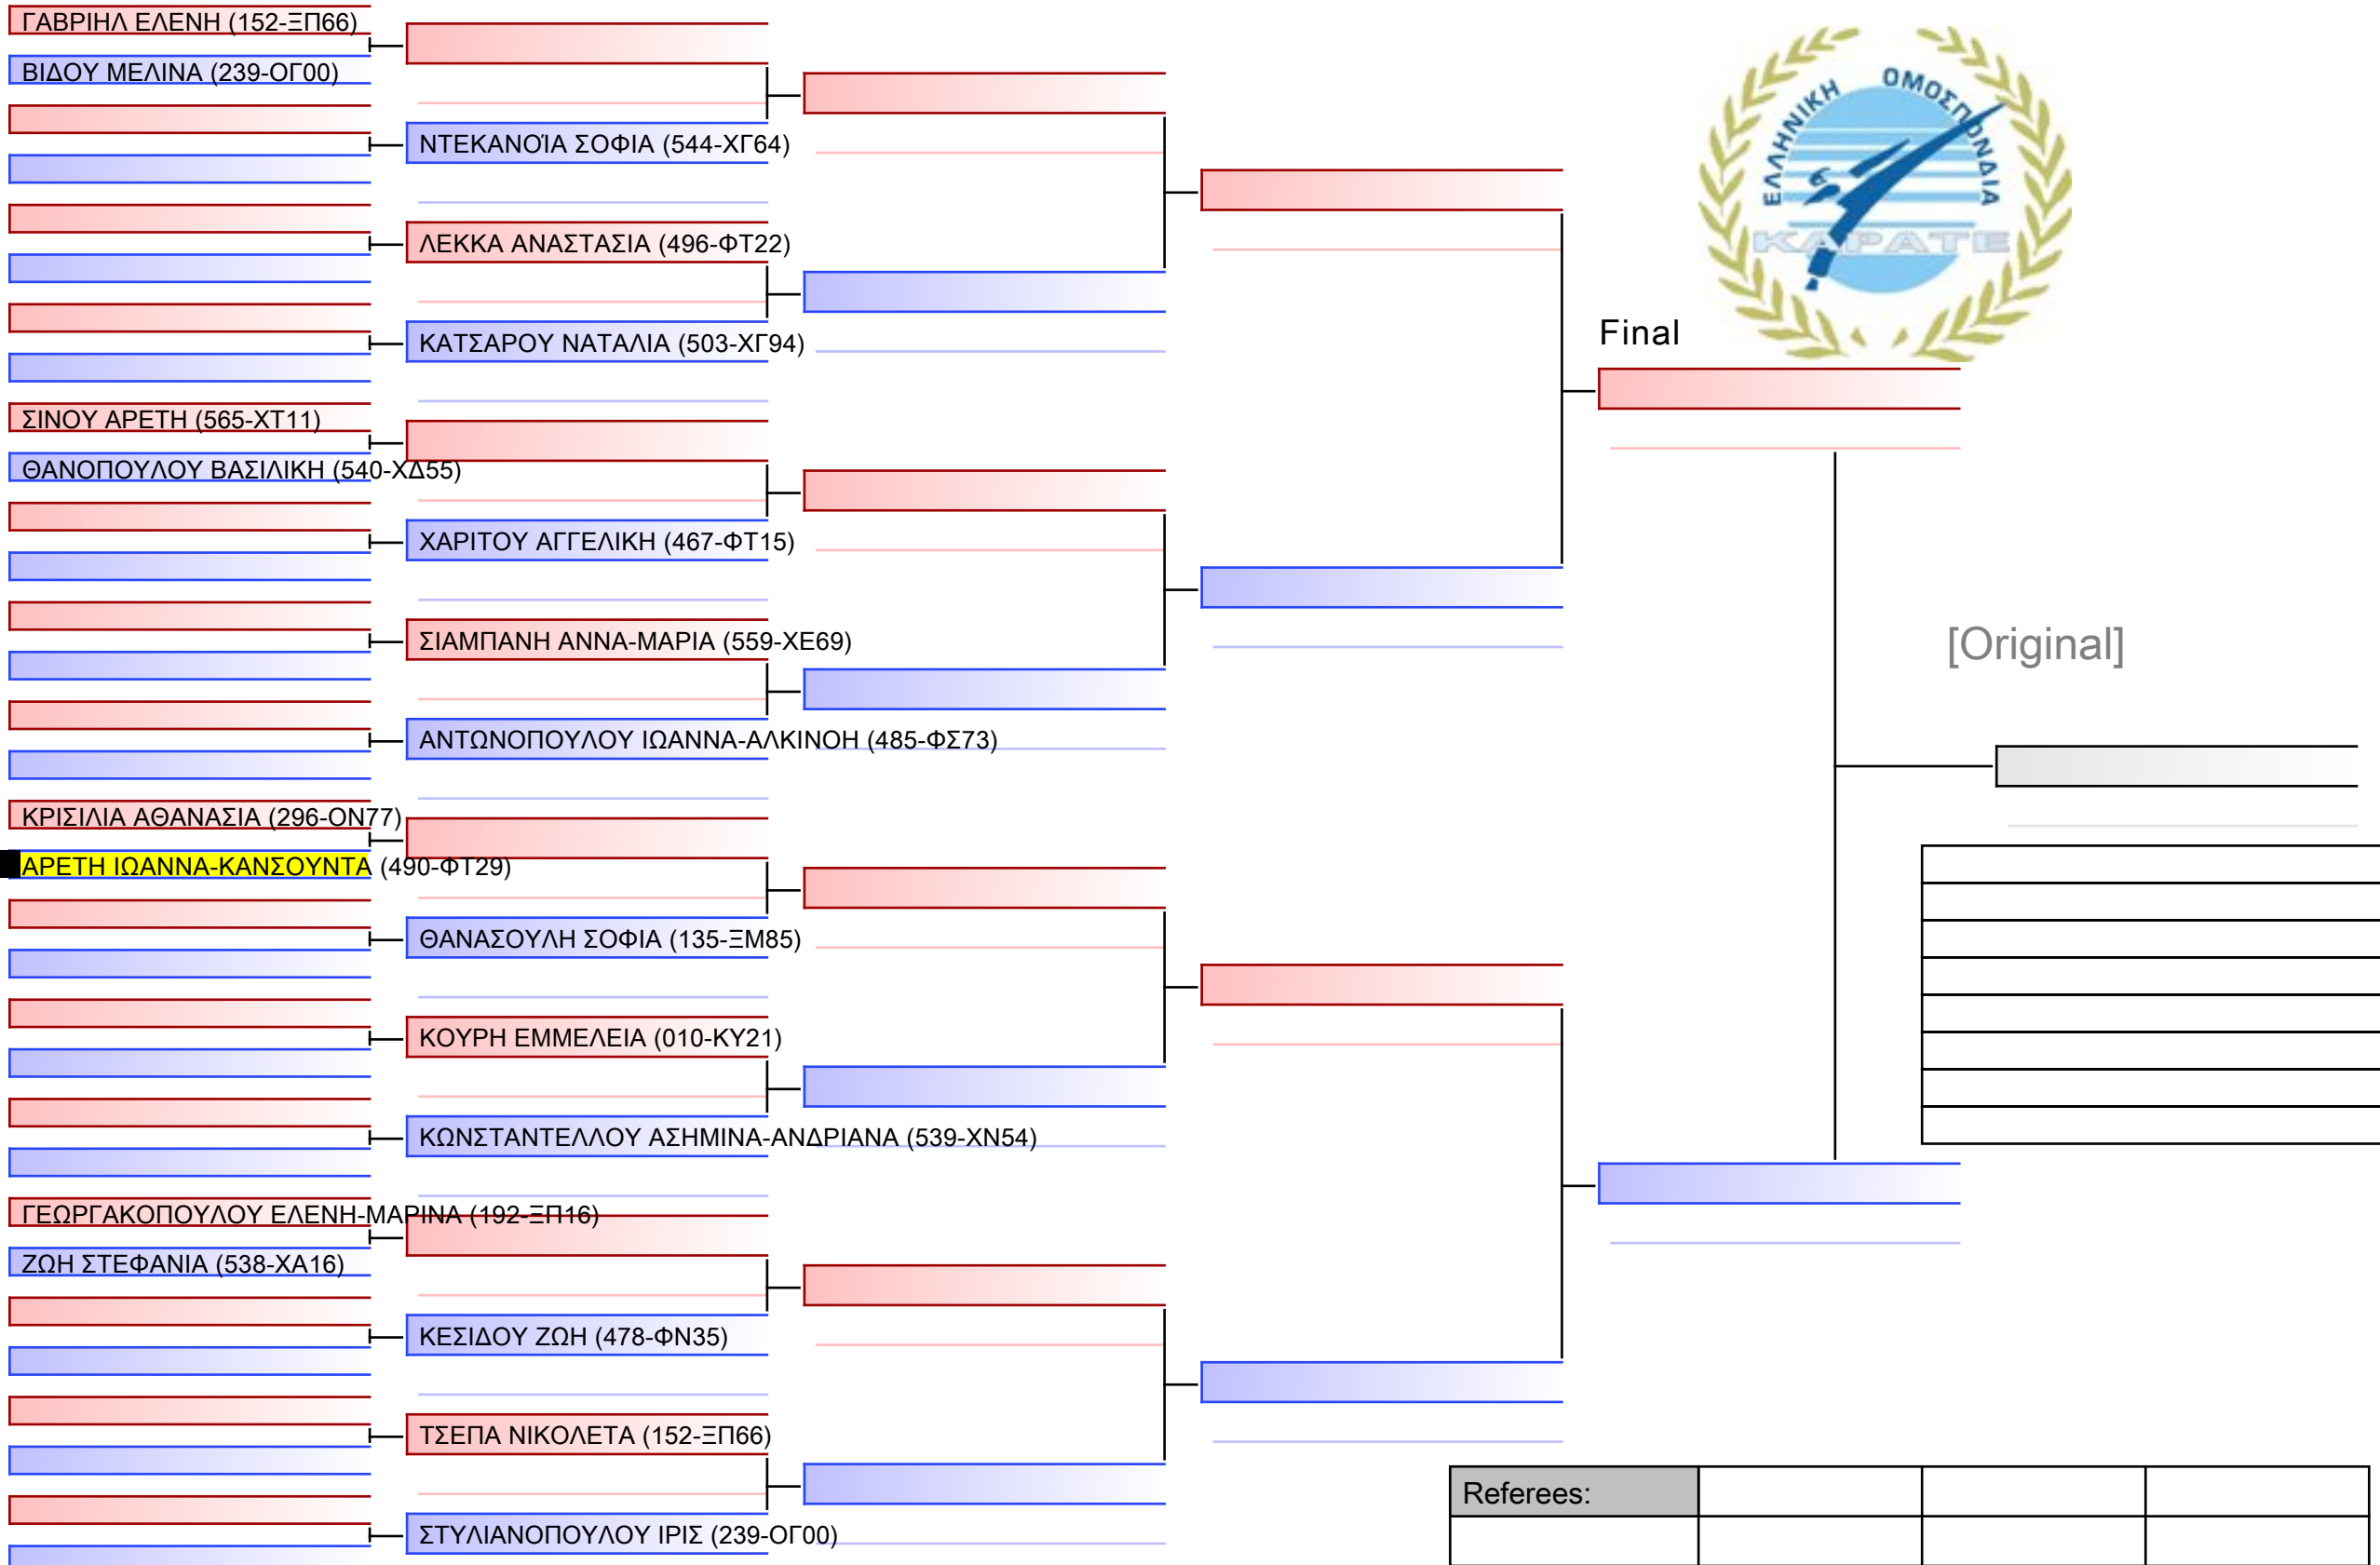 ΓΑΒΡΙΗΛ ΕΛΕΝΗ (152-ΞΠ66)
ΒΙΔΟΥ ΜΕΛΙΝΑ (239-ΟΓ00)
ΝΤΕΚΑΝΟΪΑ ΣΟΦΙΑ (544-ΧΓ64)
ΛΕΚΚΑ ΑΝΑΣΤΑΣΙΑ (496-ΦΤ22)
ΚΑΤΣΑΡΟΥ ΝΑΤΑΛΙΑ (503-ΧΓ94)
ΣΙΝΟΥ ΑΡΕΤΗ (565-ΧΤ11)
ΘΑΝΟΠΟΥΛΟΥ ΒΑΣΙΛΙΚΗ (540-ΧΔ55)
ΧΑΡΙΤΟΥ ΑΓΓΕΛΙΚΗ (467-ΦΤ15)
ΣΙΑΜΠΑΝΗ ΑΝΝΑ-ΜΑΡΙΑ (559-ΧΕ69)
ΑΝΤΩΝΟΠΟΥΛΟΥ ΙΩΑΝΝΑ-ΑΛΚΙΝΟΗ (485-ΦΣ73)
ΚΡΙΣΙΛΙΑ ΑΘΑΝΑΣΙΑ (296-ΟΝ77)
ΑΡΕΤΗ ΙΩΑΝΝΑ-ΚΑΝΣΟΥΝΤΑ (490-ΦΤ29)
ΘΑΝΑΣΟΥΛΗ ΣΟΦΙΑ (135-ΞΜ85)
ΚΟΥΡΗ ΕΜΜΕΛΕΙΑ (010-ΚΥ21)
ΚΩΝΣΤΑΝΤΕΛΛΟΥ ΑΣΗΜΙΝΑ-ΑΝΔΡΙΑΝΑ (539-ΧΝ54)
ΓΕΩΡΓΑΚΟΠΟΥΛΟΥ ΕΛΕΝΗ-ΜΑΡΙΝΑ (192-ΞΠ16)
ΖΩΗ ΣΤΕΦΑΝΙΑ (538-ΧΑ16)
ΚΕΣΙΔΟΥ ΖΩΗ (478-ΦΝ35)
ΤΣΕΠΑ ΝΙΚΟΛΕΤΑ (152-ΞΠ66)
ΣΤΥΛΙΑΝΟΠΟΥΛΟΥ ΙΡΙΣ (239-ΟΓ00)
ΕΛΛΗΝΙΚΗ ΟΜΟΣΠΟΝΔΙΑ
ΚΑΡΑΤΕ
Final
[Original]
Referees: